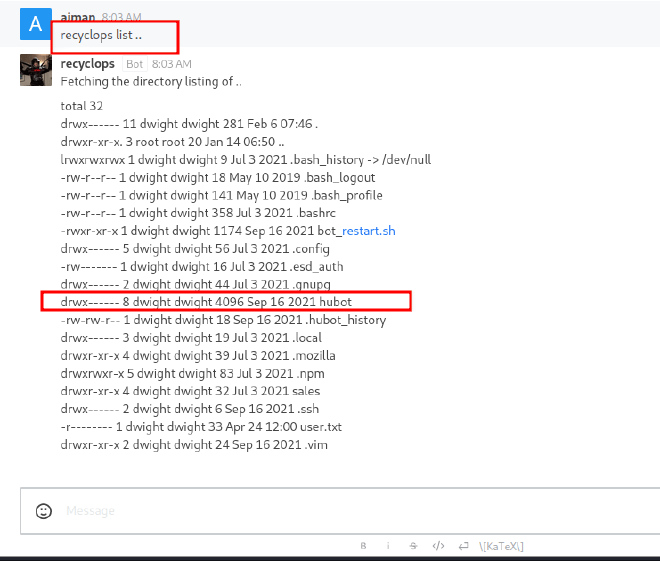 A
aiman 8:03 AM
recyclops list ..
recyclops Bot 8:03 AM
Fetching the directory listing of ..
total 32
drwx------ 11 dwight dwight 281 Feb 6 07:46 .
drwxr-xr-x. 3 root root 20 Jan 14 06:50 ..
lrwxrwxrwx 1 dwight dwight 9 Jul 3 2021 .bash_history -> /dev/null
-rw-r--r-- 1 dwight dwight 18 May 10 2019 .bash_logout
-rw-r--r-- 1 dwight dwight 141 May 10 2019 .bash_profile
-rw-r--r-- 1 dwight dwight 358 Jul 3 2021 .bashrc
-rwxr-xr-x 1 dwight dwight 1174 Sep 16 2021 bot_restart.sh
drwx------ 5 dwight dwight 56 Jul 3 2021 .config
-rw------- 1 dwight dwight 16 Jul 3 2021 .esd_auth
drwx------ 2 dwight dwight 44 Jul 3 2021 .gnupg
drwx------ 8 dwight dwight 4096 Sep 16 2021 hubot
-rw-rw-r-- 1 dwight dwight 18 Sep 16 2021 .hubot_history
drwx------ 3 dwight dwight 19 Jul 3 2021 .local
drwxr-xr-x 4 dwight dwight 39 Jul 3 2021 .mozilla
drwxrwxr-x 5 dwight dwight 83 Jul 3 2021 .npm
drwxr-xr-x 4 dwight dwight 32 Jul 3 2021 sales
drwx------ 2 dwight dwight 6 Sep 16 2021 .ssh
-r-------- 1 dwight dwight 33 Apr 24 12:00 user.txt
drwxr-xr-x 2 dwight dwight 24 Sep 16 2021 .vim
Message
B i S </> \[KaTeX\]